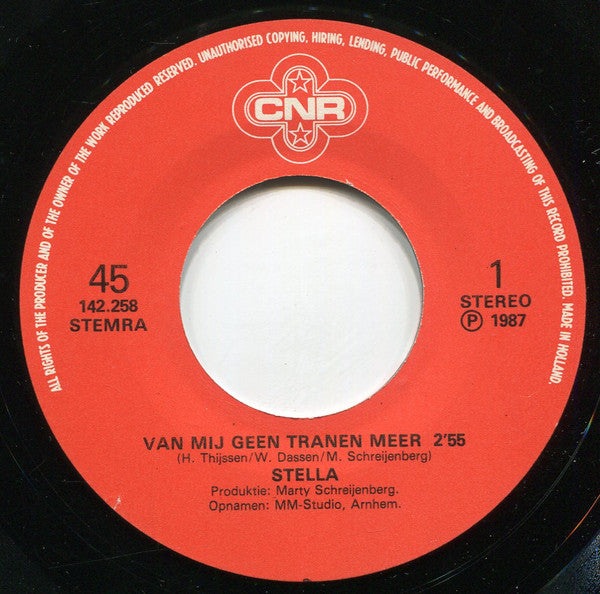 ALL RIGHTS OF THE PRODUCER AND OF THE OWNER OF THE WORK REPRODUCED RESERVED. UNAUTHORISED COPYING, HIRING, LENDING, PUBLIC PERFORMANCE AND BROADCASTING OF THIS RECORD PROHIBITED. MADE IN HOLLAND.
CNR
45
142.258
STEMRA
1
STEREO
Ⓟ 1987
VAN MIJ GEEN TRANEN MEER 2'55
(H. Thijssen/W. Dassen/M. Schreijenberg)
STELLA
Produktie: Marty Schreijenberg.
Opnamen: MM-Studio, Arnhem.